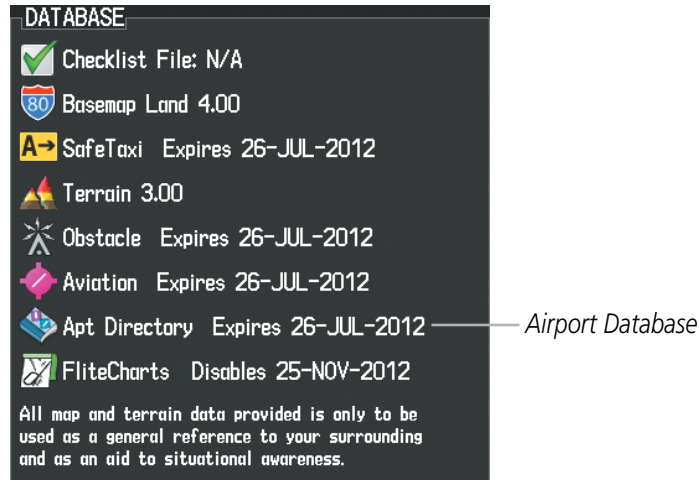 DATABASE
Checklist File: N/A
80 Basemap Land 4.00
A→ SafeTaxi Expires 26-JUL-2012
Terrain 3.00
Obstacle Expires 26-JUL-2012
Aviation Expires 26-JUL-2012
Apt Directory Expires 26-JUL-2012
Airport Database
FliteCharts Disables 25-NOV-2012
All map and terrain data provided is only to be
used as a general reference to your surrounding
and as an aid to situational awareness.